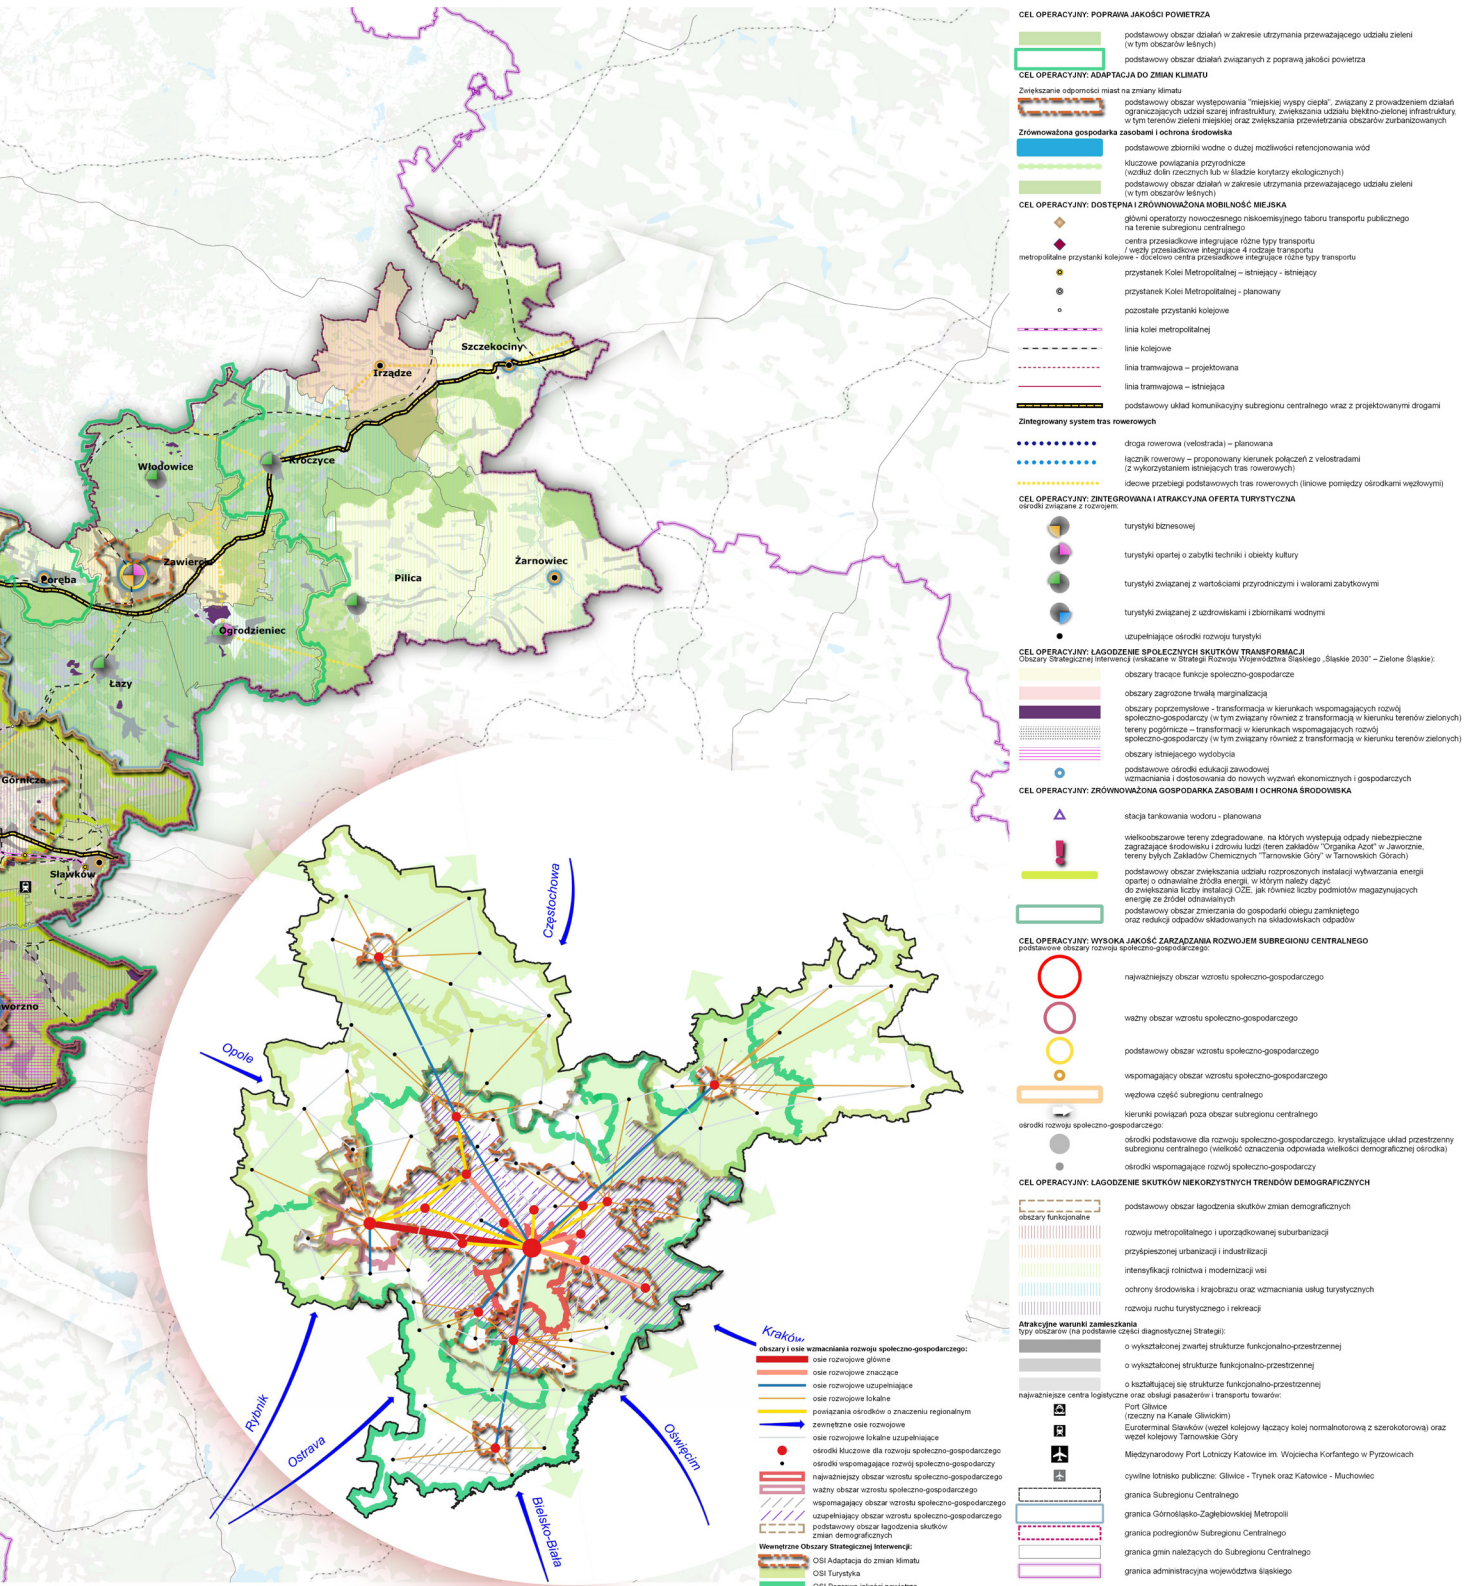 Szczekociny
Irządze
Kroczyce
Włodowice
Zawiercie
Poręba
Pilica
Żarnowiec
Ogrodzieniec
Łazy
Górnicza
Sławków
Częstochowa
Opole
Kraków
Rybnik
Ostrava
Oświęcim
Bielsko-Biała
obszary i osie wzmacniania rozwoju społeczno-gospodarczego:
osie rozwojowe główne
osie rozwojowe znaczące
osie rozwojowe uzupełniające
osie rozwojowe lokalne
powiązania ośrodków o znaczeniu regionalnym
zewnętrzne osie rozwojowe
osie rozwojowe lokalne uzupełniające
ośrodki kluczowe dla rozwoju społeczno-gospodarczego
ośrodki wspomagające rozwój społeczno-gospodarczy
najważniejszy obszar wzrostu społeczno-gospodarczego
ważny obszar wzrostu społeczno-gospodarczego
wspomagający obszar wzrostu społeczno-gospodarczego
uzupełniający obszar wzrostu społeczno-gospodarczego
podstawowy obszar łagodzenia skutków
zmian demograficznych
Wewnętrzne Obszary Strategicznej Interwencji:
OSI Adaptacja do zmian klimatu
OSI Turystyka
CEL OPERACYJNY: POPRAWA JAKOŚCI POWIETRZA
podstawowy obszar działań w zakresie utrzymania przeważającego udziału zieleni
(w tym obszarów leśnych)
podstawowy obszar działań związanych z poprawą jakości powietrza
CEL OPERACYJNY: ADAPTACJA DO ZMIAN KLIMATU
Zwiększanie odporności miast na zmiany klimatu
podstawowy obszar występowania "miejskiej wyspy ciepła", związany z prowadzeniem działań
ograniczających udział szarej infrastruktury, zwiększania udziału błękitno-zielonej infrastruktury,
w tym terenów zieleni miejskiej oraz zwiększania przewietrzania obszarów zurbanizowanych
Zrównoważona gospodarka zasobami i ochrona środowiska
podstawowe zbiorniki wodne o dużej możliwości retencjonowania wód
kluczowe powiązania przyrodnicze
(wzdłuż dolin rzecznych lub w śladzie korytarzy ekologicznych)
podstawowy obszar działań w zakresie utrzymania przeważającego udziału zieleni
(w tym obszarów leśnych)
CEL OPERACYJNY: DOSTĘPNA I ZRÓWNOWAŻONA MOBILNOŚĆ MIEJSKA
główni operatorzy nowoczesnego niskoemisyjnego taboru transportu publicznego
na terenie subregionu centralnego
centra przesiadkowe integrujące różne typy transportu
/ węzły przesiadkowe integrujące 4 rodzaje transportu
metropolitalne przystanki kolejowe - docelowo centra przesiadkowe integrujące różne typy transportu
przystanek Kolei Metropolitalnej – istniejący - istniejący
przystanek Kolei Metropolitalnej - planowany
pozostałe przystanki kolejowe
linia kolei metropolitalnej
linie kolejowe
linia tramwajowa – projektowana
linia tramwajowa – istniejąca
podstawowy układ komunikacyjny subregionu centralnego wraz z projektowanymi drogami
Zintegrowany system tras rowerowych
droga rowerowa (velostrada) – planowana
łącznik rowerowy – proponowany kierunek połączeń z velostradami
(z wykorzystaniem istniejących tras rowerowych)
ideowe przebiegi podstawowych tras rowerowych (liniowe pomiędzy ośrodkami węzłowymi)
CEL OPERACYJNY: ZINTEGROWANA I ATRAKCYJNA OFERTA TURYSTYCZNA
ośrodki związane z rozwojem:
turystyki biznesowej
turystyki opartej o zabytki techniki i obiekty kultury
turystyki związanej z wartościami przyrodniczymi i walorami zabytkowymi
turystyki związanej z uzdrowiskami i zbiornikami wodnymi
uzupełniające ośrodki rozwoju turystyki
CEL OPERACYJNY: ŁAGODZENIE SPOŁECZNYCH SKUTKÓW TRANSFORMACJI
Obszary Strategicznej Interwencji (wskazane w Strategii Rozwoju Województwa Śląskiego „Śląskie 2030” – Zielone Śląskie):
obszary tracące funkcje społeczno-gospodarcze
obszary zagrożone trwałą marginalizacją
obszary poprzemysłowe - transformacja w kierunkach wspomagających rozwój
społeczno-gospodarczy (w tym związany również z transformacją w kierunku terenów zielonych)
tereny pogórnicze – transformacji w kierunkach wspomagających rozwój
społeczno-gospodarczy (w tym związany również z transformacją w kierunku terenów zielonych)
obszary istniejącego wydobycia
podstawowe ośrodki edukacji zawodowej
wzmacniania i dostosowania do nowych wyzwań ekonomicznych i gospodarczych
CEL OPERACYJNY: ZRÓWNOWAŻONA GOSPODARKA ZASOBAMI I OCHRONA ŚRODOWISKA
stacja tankowania wodoru - planowana
wielkoobszarowe tereny zdegradowane, na których występują odpady niebezpieczne
zagrażające środowisku i zdrowiu ludzi (teren zakładów "Organika Azot" w Jaworznie,
tereny byłych Zakładów Chemicznych "Tarnowskie Góry" w Tarnowskich Górach)
podstawowy obszar zwiększania udziału rozproszonych instalacji wytwarzania energii
opartej o odnawialne źródła energii, w którym należy dążyć
do zwiększania liczby instalacji OZE, jak również liczby podmiotów magazynujących
energię ze źródeł odnawialnych
podstawowy obszar zmierzania do gospodarki obiegu zamkniętego
oraz redukcji odpadów składowanych na składowiskach odpadów
CEL OPERACYJNY: WYSOKA JAKOŚĆ ZARZĄDZANIA ROZWOJEM SUBREGIONU CENTRALNEGO
podstawowe obszary rozwoju społeczno-gospodarczego:
najważniejszy obszar wzrostu społeczno-gospodarczego
ważny obszar wzrostu społeczno-gospodarczego
podstawowy obszar wzrostu społeczno-gospodarczego
wspomagający obszar wzrostu społeczno-gospodarczego
węzłowa część subregionu centralnego
kierunki powiązań poza obszar subregionu centralnego
ośrodki rozwoju społeczno-gospodarczego:
ośrodki podstawowe dla rozwoju społeczno-gospodarczego, krystalizujące układ przestrzenny
subregionu centralnego (wielkość oznaczenia odpowiada wielkości demograficznej ośrodka)
ośrodki wspomagające rozwój społeczno-gospodarczy
CEL OPERACYJNY: ŁAGODZENIE SKUTKÓW NIEKORZYSTNYCH TRENDÓW DEMOGRAFICZNYCH
podstawowy obszar łagodzenia skutków zmian demograficznych
obszary funkcjonalne
rozwoju metropolitalnego i uporządkowanej suburbanizacji
przyśpieszonej urbanizacji i industrilizacji
intensyfikacji rolnictwa i modernizacji wsi
ochrony środowiska i krajobrazu oraz wzmacniania usług turystycznych
rozwoju ruchu turystycznego i rekreacji
Atrakcyjne warunki zamieszkania
typy obszarów (na podstawie części diagnostycznej Strategii):
o wykształconej zwartej strukturze funkcjonalno-przestrzennej
o wykształconej strukturze funkcjonalno-przestrzennej
o kształtującej się strukturze funkcjonalno-przestrzennej
najważniejsze centra logistyczne oraz obsługi pasażerów i transportu towarów:
Port Gliwice
(rzeczny na Kanale Gliwickim)
Euroterminal Sławków (węzeł kolejowy łączący kolej normalnotorową z szerokotorową) oraz
węzeł kolejowy Tarnowskie Góry
Międzynarodowy Port Lotniczy Katowice im. Wojciecha Korfantego w Pyrzowicach
cywilne lotnisko publiczne: Gliwice - Trynek oraz Katowice - Muchowiec
granica Subregionu Centralnego
granica Górnośląsko-Zagłębiowskiej Metropolii
granica podregionów Subregionu Centralnego
granica gmin należących do Subregionu Centralnego
granica administracyjna województwa śląskiego